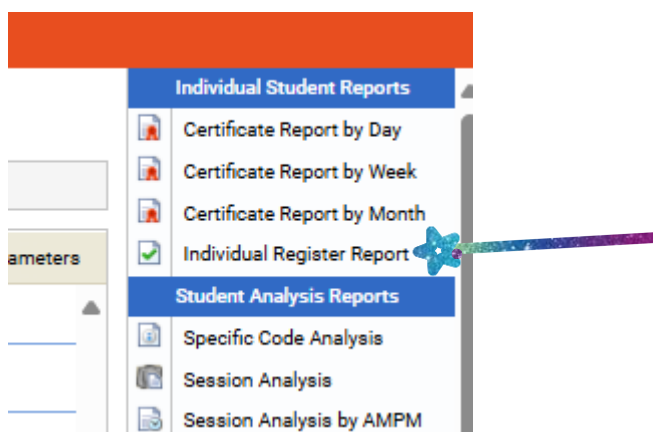 Individual Student Reports
Certificate Report by Day
Certificate Report by Week
Certificate Report by Month
ameters
Individual Register Report
Student Analysis Reports
Specific Code Analysis
Session Analysis
Session Analysis by AMPM